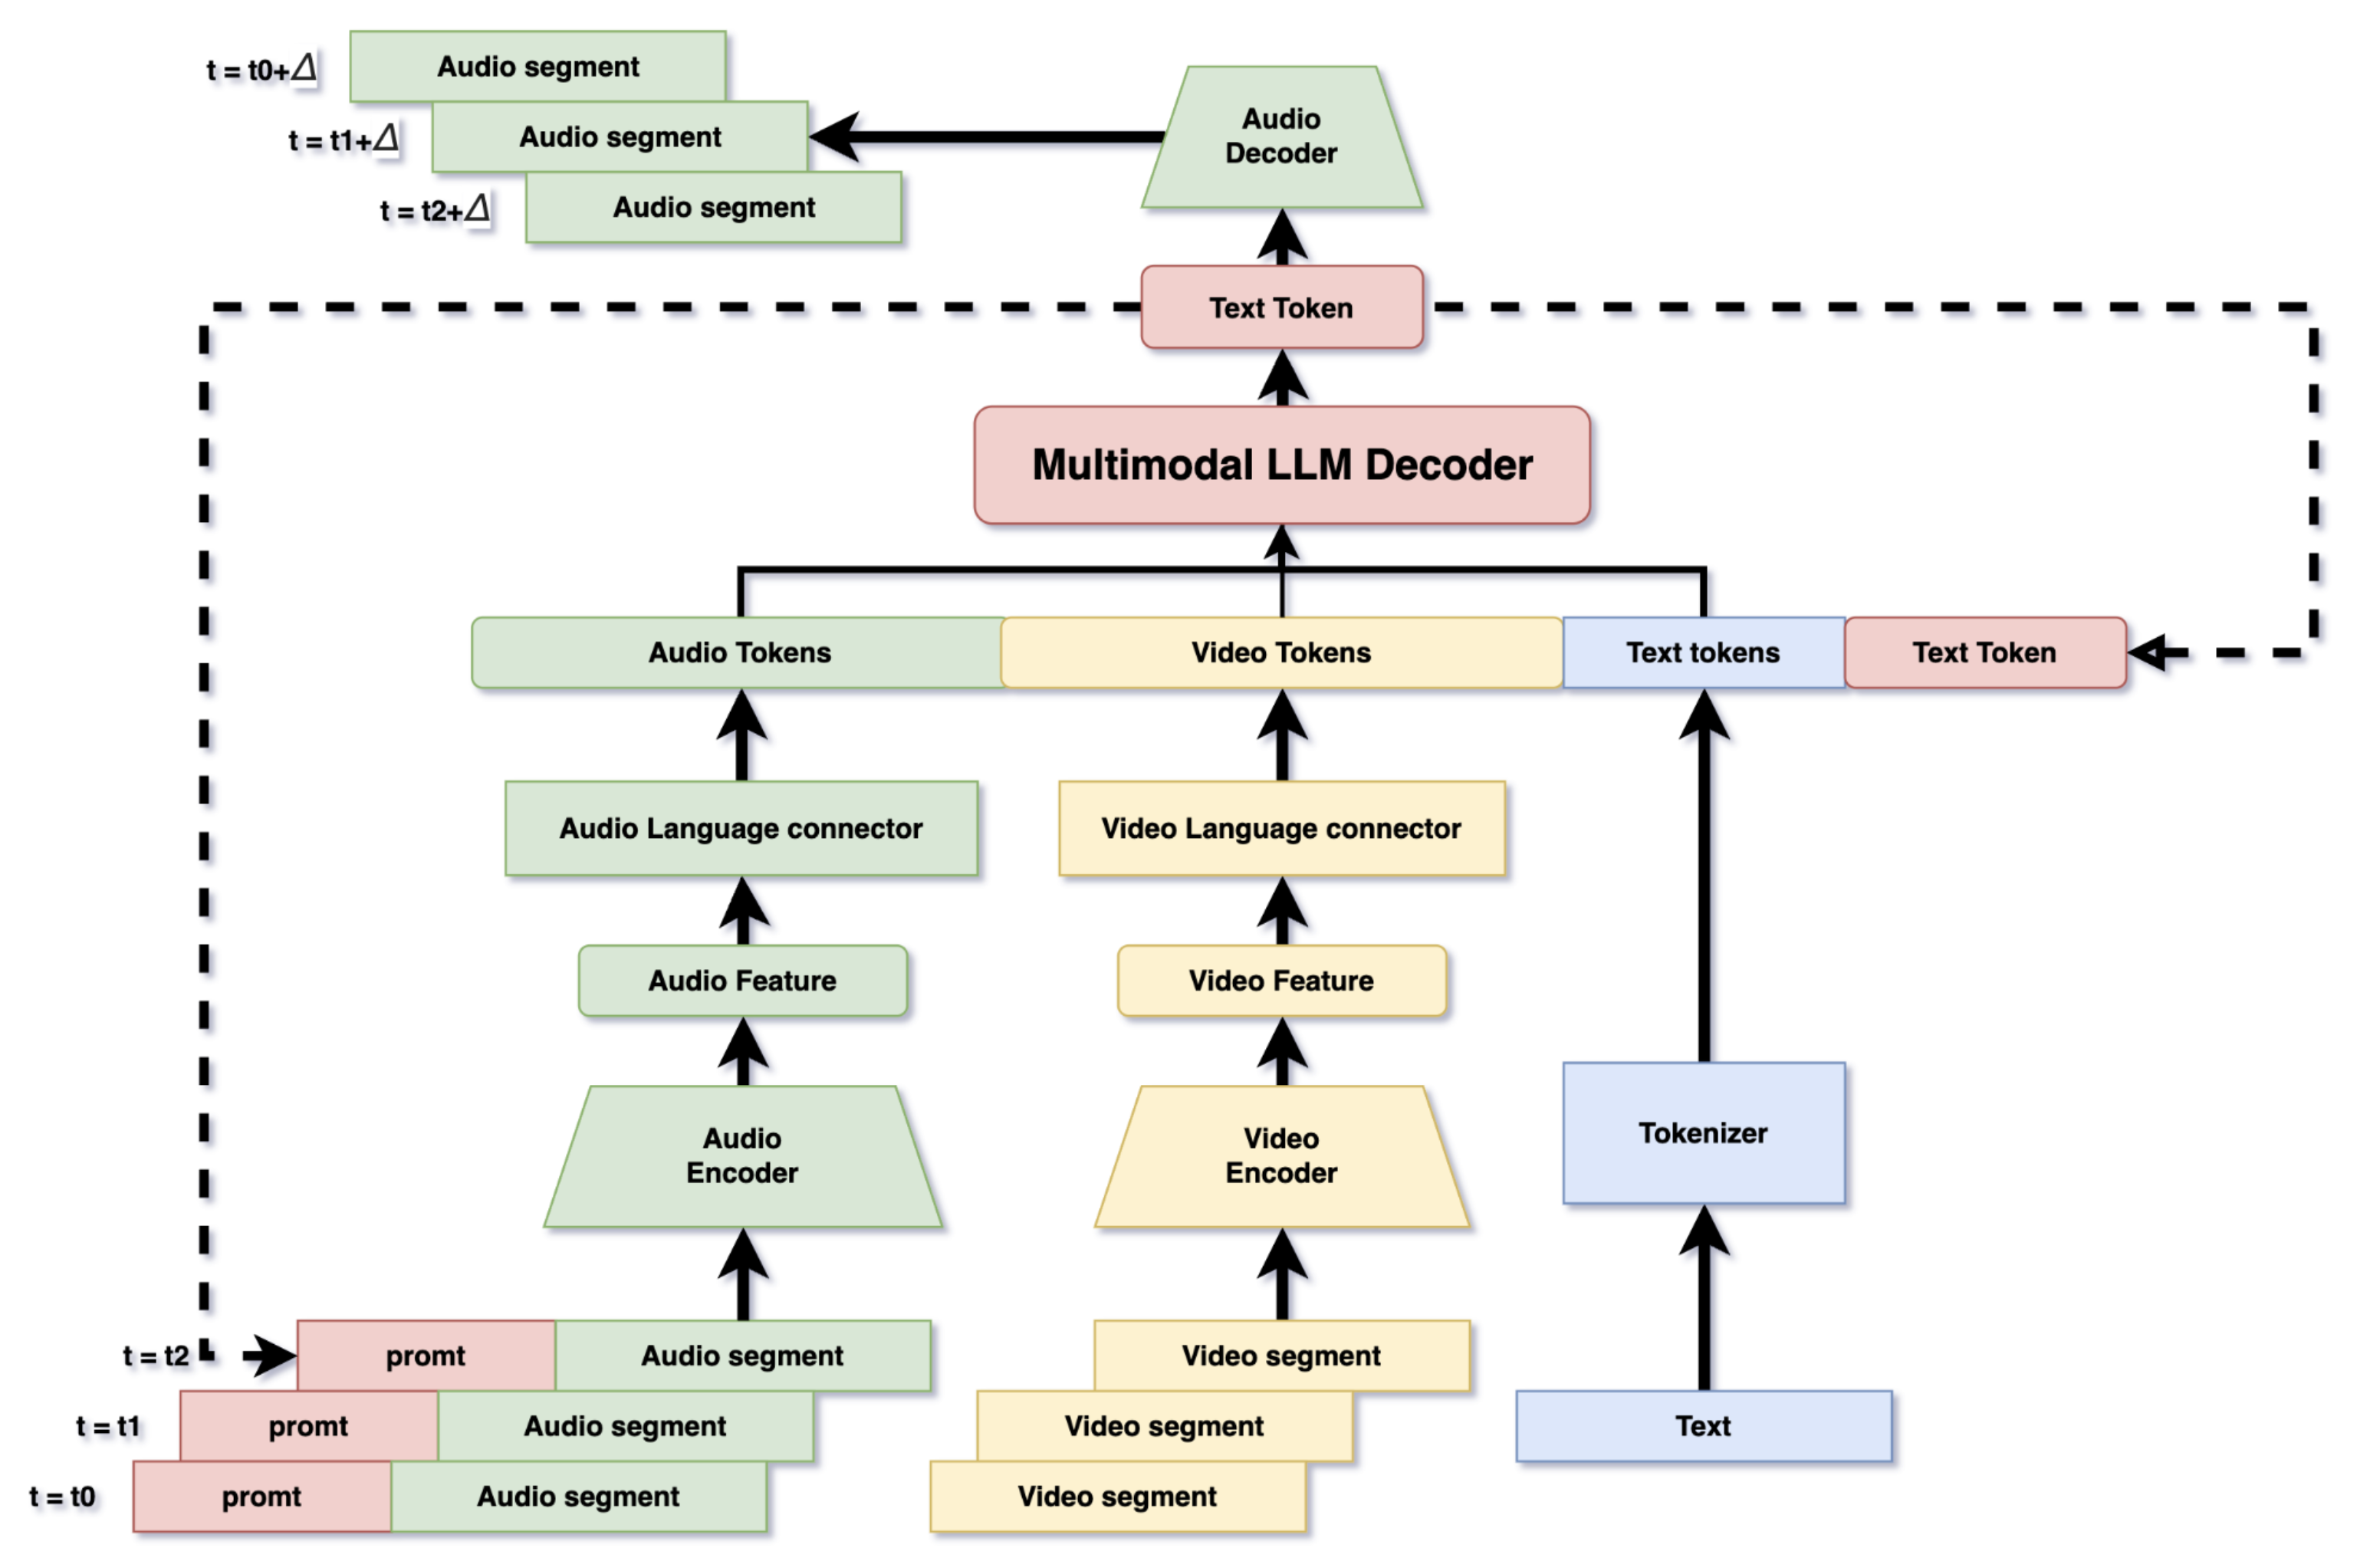 t = t0+Δ
Audio segment
t = t1+Δ
Audio segment
t = t2+Δ
Audio segment
Audio
Decoder
Text Token
Multimodal LLM Decoder
Audio Tokens
Video Tokens
Text tokens
Text Token
Audio Language connector
Video Language connector
Audio Feature
Video Feature
Audio
Encoder
Video
Encoder
Tokenizer
t = t2
promt
Audio segment
Video segment
t = t1
promt
Audio segment
Video segment
Text
t = t0
promt
Audio segment
Video segment